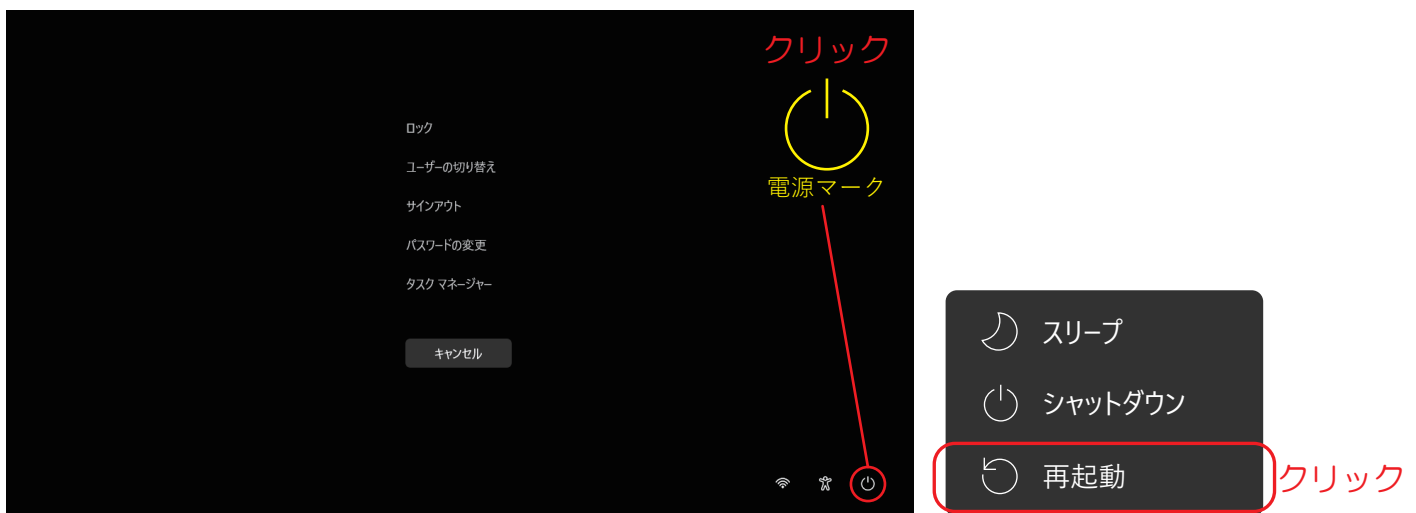 クリック
電源マーク
ロック
ユーザーの切り替え
サインアウト
パスワードの変更
タスク マネージャー
キャンセル
スリープ
シャットダウン
再起動
クリック